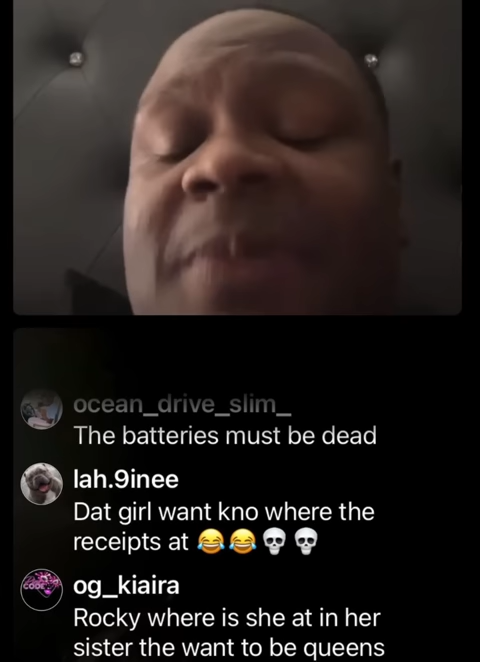 ocean_drive_slim_
The batteries must be dead
lah.9inee
Dat girl want kno where the
receipts at 😂😂💀💀
CODE
og_kiaira
Rocky where is she at in her
sister the want to be queens